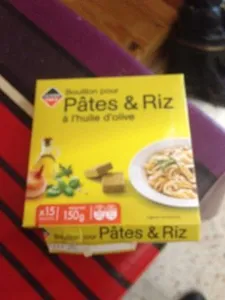 Bouillon pour
Pâtes & Riz
à l'huile d'olive
x15
150g
Bouillon pour Pâtes & Riz